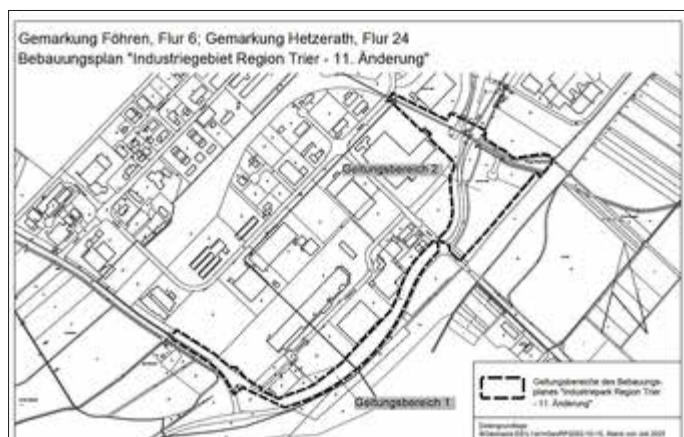 Gemarkung Föhren, Flur 6; Gemarkung Hetzerath, Flur 24
Bebauungsplan "Industriegebiet Region Trier - 11. Änderung"
Geltungsbereich 2
Geltungsbereich 1
Geltungsbereiche des Bebauungs-
planes "Industriepark Region Trier
- 11. Änderung"
Datengrundlage: